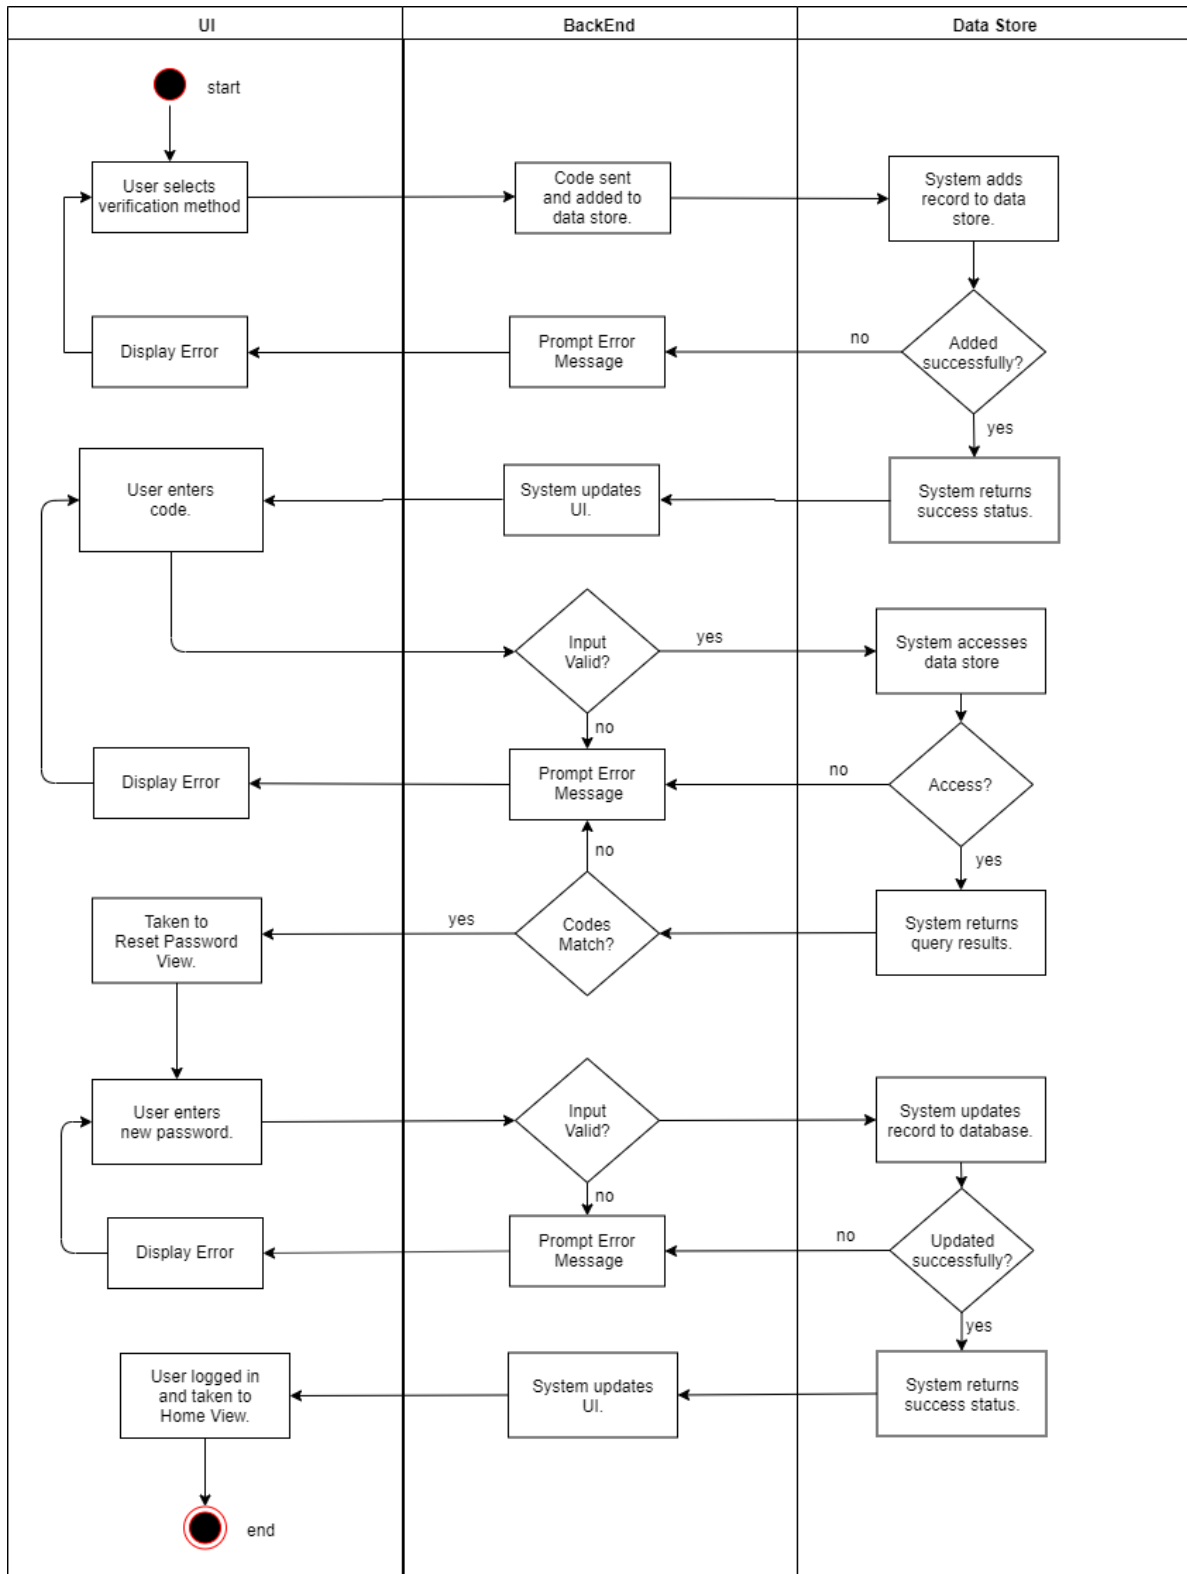 UI
BackEnd
Data Store
start
User selects
verification method
Code sent
and added to
data store.
System adds
record to data
store.
Display Error
Prompt Error
Message
no
Added
successfully?
yes
User enters
code.
System updates
UI.
System returns
success status.
Input
Valid?
yes
System accesses
data store
no
Display Error
Prompt Error
Message
no
Access?
no
yes
Taken to
Reset Password
View.
yes
Codes
Match?
System returns
query results.
User enters
new password.
Input
Valid?
System updates
record to database.
no
Display Error
Prompt Error
Message
no
Updated
successfully?
yes
User logged in
and taken to
Home View.
System updates
UI.
System returns
success status.
end